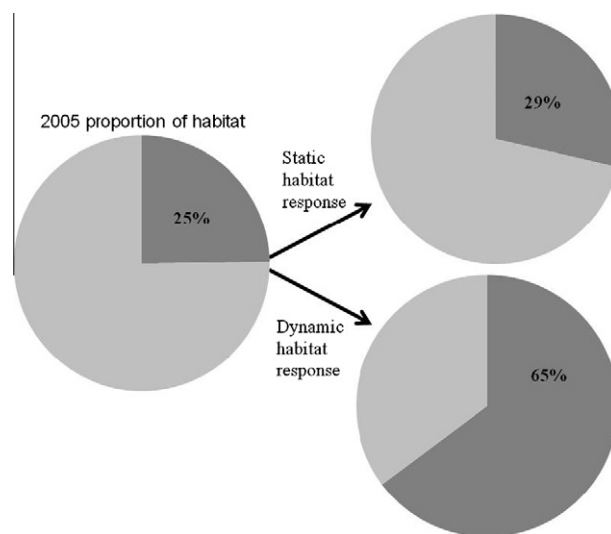 2005 proportion of habitat
25%
Static
habitat
response
29%
Dynamic
habitat
response
65%